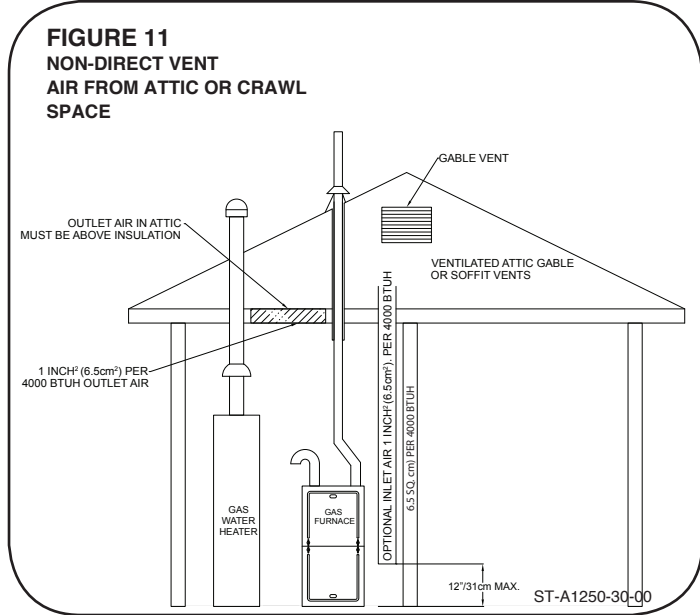 FIGURE 11
NON-DIRECT VENT
AIR FROM ATTIC OR CRAWL
SPACE
GABLE VENT
OUTLET AIR IN ATTIC
MUST BE ABOVE INSULATION
VENTILATED ATTIC GABLE
OR SOFFIT VENTS
1 INCH² (6.5cm²) PER
4000 BTUH OUTLET AIR
OPTIONAL INLET AIR 1 INCH² (6.5cm²). PER 4000 BTUH
6.5 SQ. cm) PER 4000 BTUH
GAS
WATER
HEATER
GAS
FURNACE
12"/31cm MAX.
ST-A1250-30-00